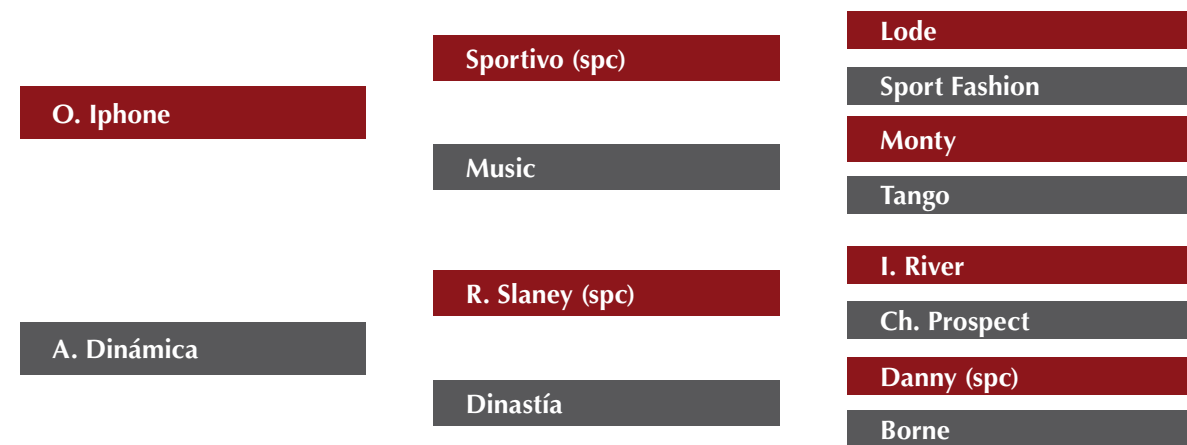 O. Iphone
A. Dinámica
Sportivo (spc)
Music
R. Slaney (spc)
Dinastía
Lode
Sport Fashion
Monty
Tango
I. River
Ch. Prospect
Danny (spc)
Borne